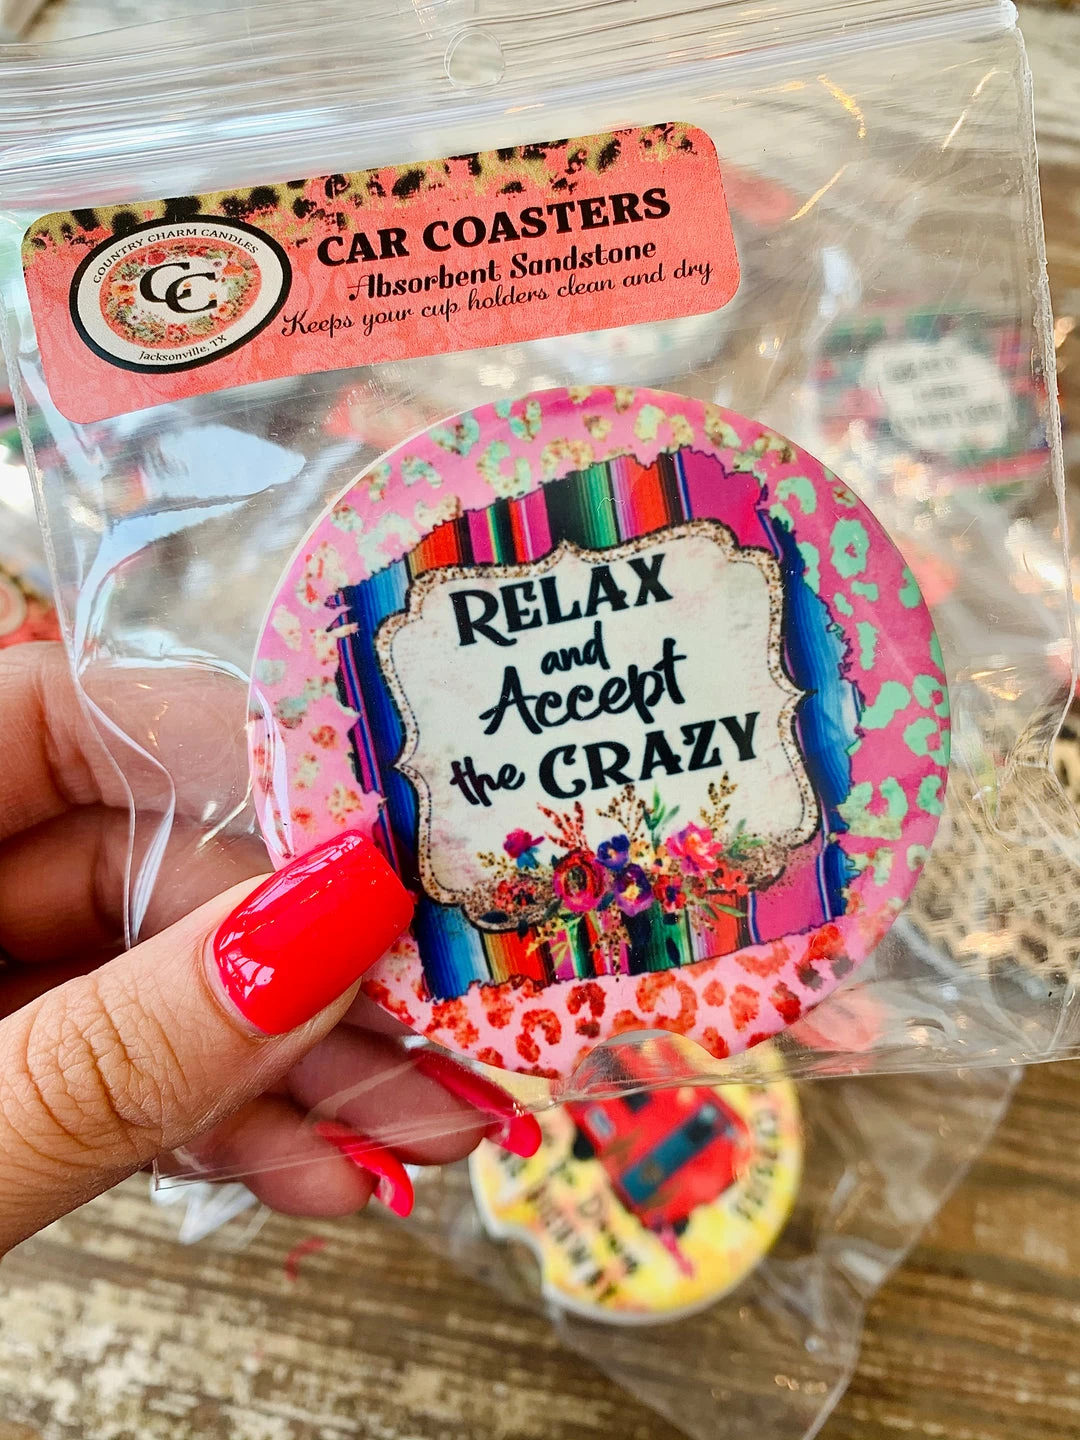 COUNTRY CHARM CANDLES
CC
Jacksonville, TX
CAR COASTERS
Absorbent Sandstone
Keeps your cup holders clean and dry
RELAX
and
Accept
the CRAZY